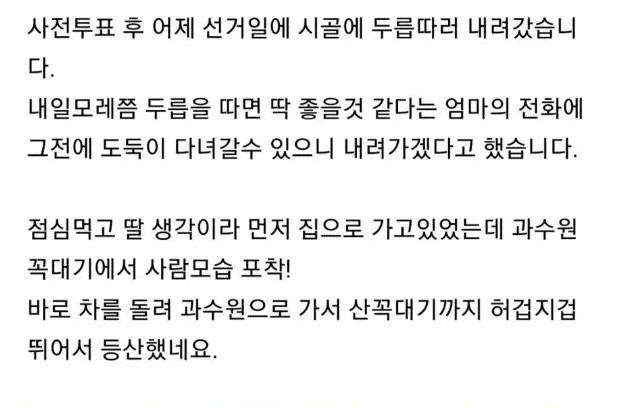 사전투표 후 어제 선거일에 시골에 두릅따러 내려갔습니
다.
내일모레쯤 두릅을 따면 딱 좋을것 같다는 엄마의 전화에
그전에 도둑이 다녀갈수 있으니 내려가겠다고 했습니다.
점심먹고 딸 생각이라 먼저 집으로 가고있었는데 과수원
꼭대기에서 사람모습 포착!
바로 차를 돌려 과수원으로 가서 산꼭대기까지 허겁지겁
뛰어서 등산했네요.